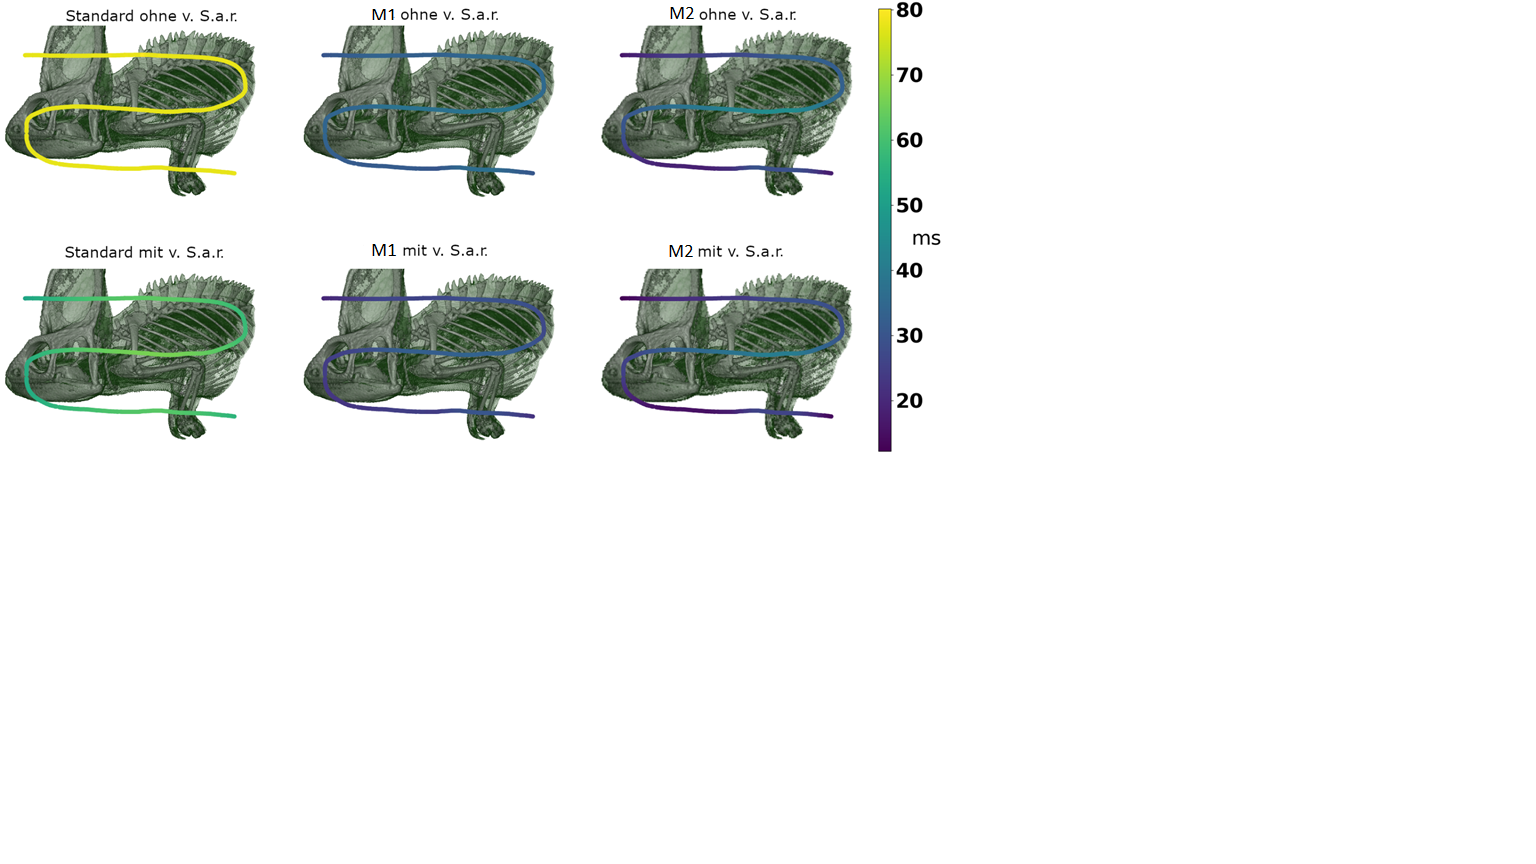 Standard ohne v. S.a.r.
M1 ohne v. S.a.r.
M2 ohne v. S.a.r.
Standard mit v. S.a.r.
M1 mit v. S.a.r.
M2 mit v. S.a.r.
80
70
60
50
ms
40
30
20